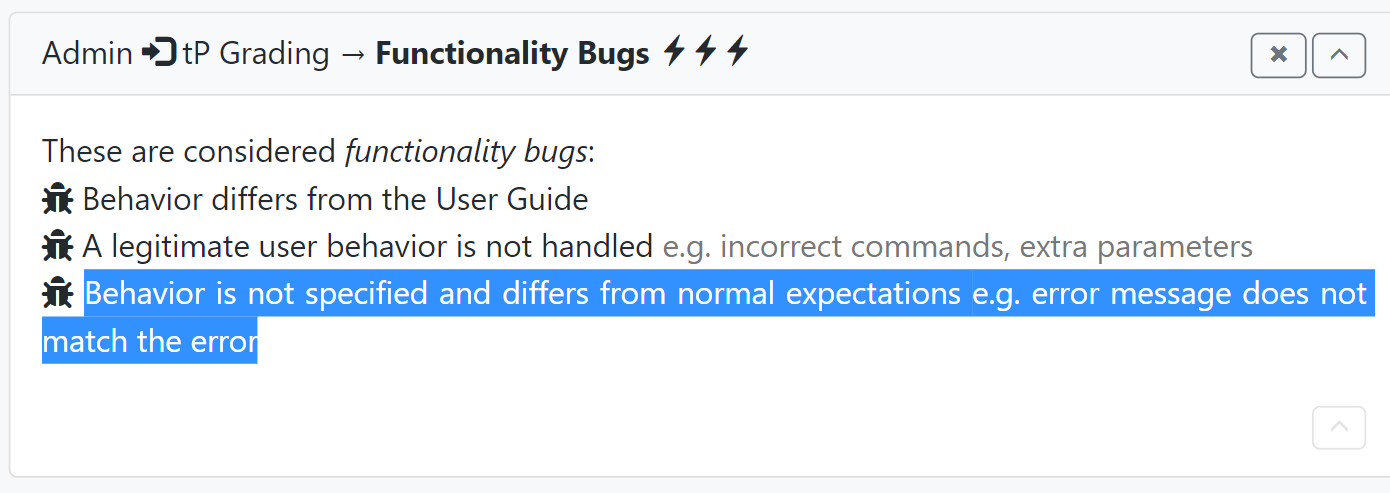 Admin tP Grading → Functionality Bugs
These are considered functionality bugs:
Behavior differs from the User Guide
A legitimate user behavior is not handled e.g. incorrect commands, extra parameters
Behavior is not specified and differs from normal expectations e.g. error message does not
match the error